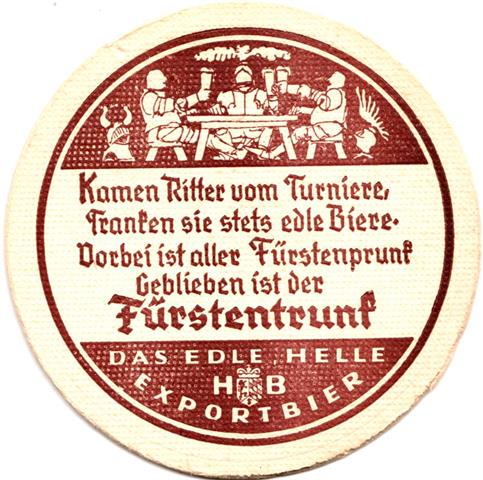 Kamen Ritter vom Turniere,
Tranken sie stets edle Biere.
Vorbei ist aller Fürstenprunk
Geblieben ist der
Fürstentrunk
DAS EDLE, HELLE
H B
EXPORTBIER